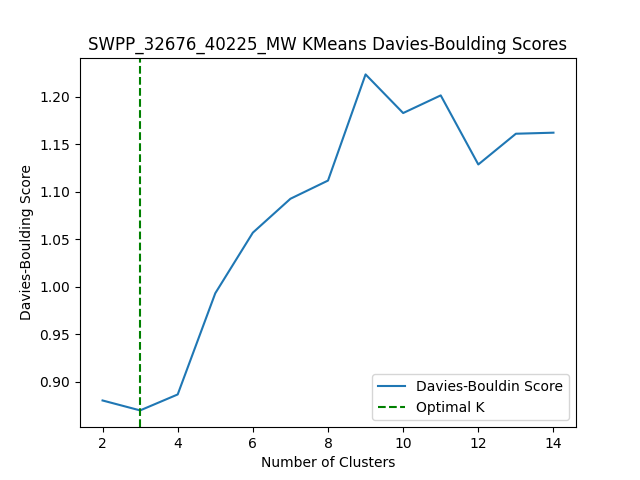 SWPP_32676_40225_MW KMeans Davies-Boulding Scores
Davies-Boulding Score
1.20
1.15
1.10
1.05
1.00
0.95
0.90
Davies-Bouldin Score
Optimal K
2 4 6 8 10 12 14
Number of Clusters